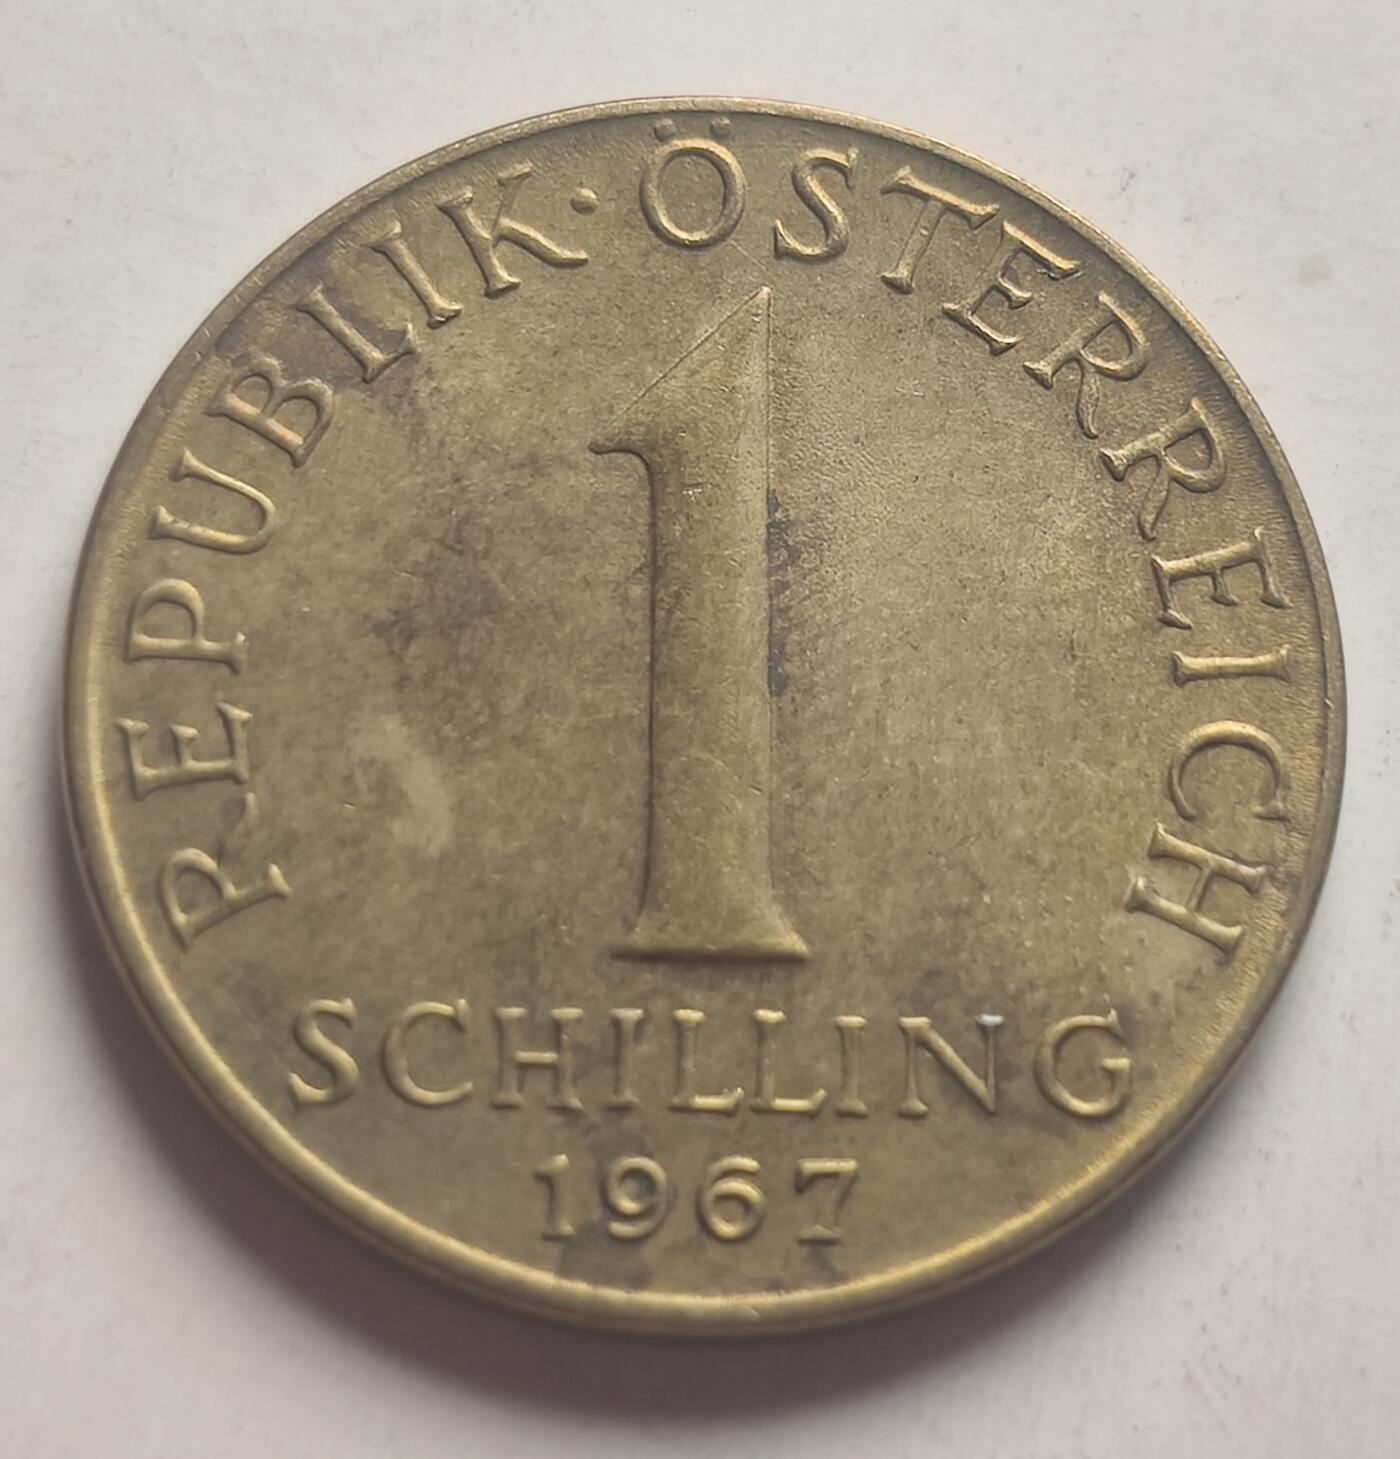 REPUBLIK · ÖSTERREICH
1
SCHILLING
1967